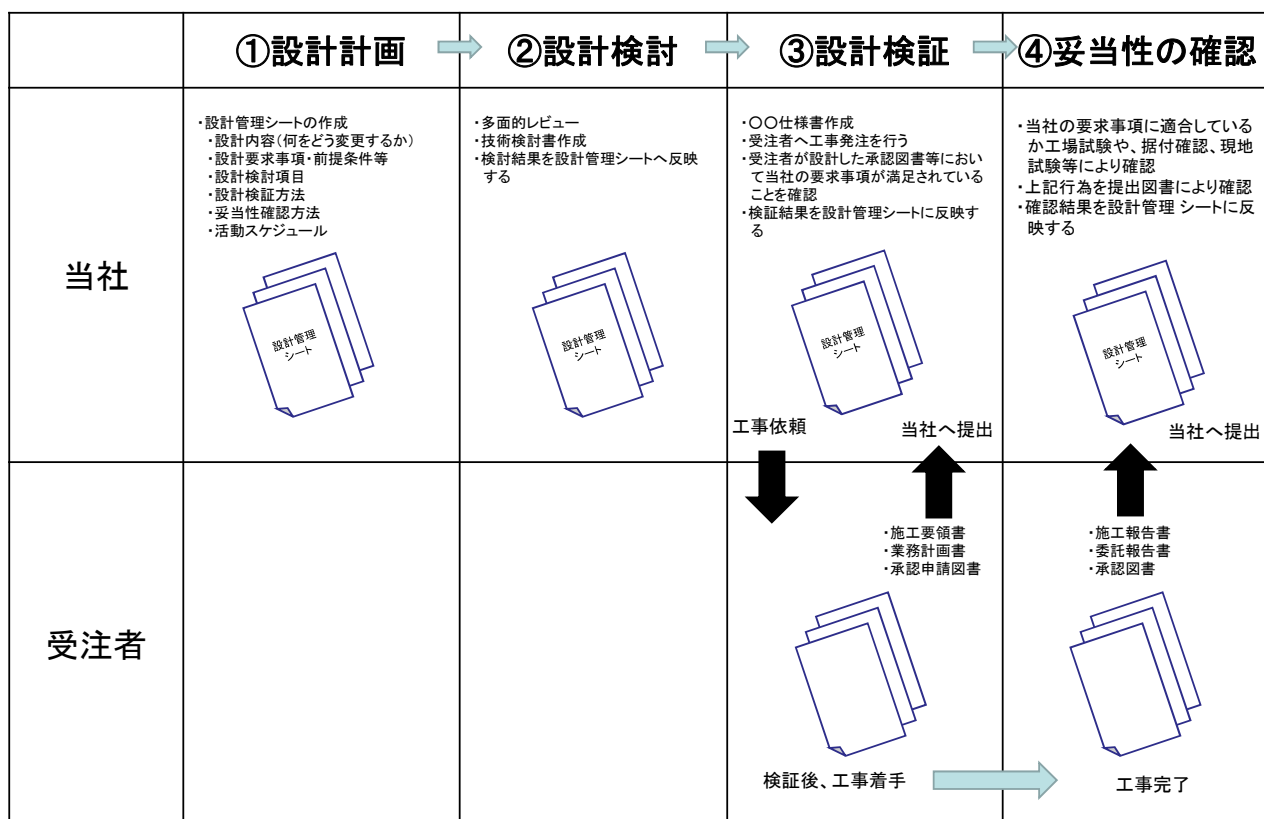 ①設計計画
②設計検討
③設計検証
④妥当性の確認
当社
・設計管理シートの作成
・設計内容(何をどう変更するか)
・設計要求事項・前提条件等
・設計検討項目
・設計検証方法
・妥当性確認方法
・活動スケジュール
設計管理
シート
・多面的レビュー
・技術検討書作成
・検討結果を設計管理シートへ反映
する
設計管理
シート
・〇〇仕様書作成
・受注者へ工事発注を行う
・受注者が設計した承認図書等におい
て当社の要求事項が満足されている
ことを確認
・検証結果を設計管理シートに反映す
る
設計管理
シート
工事依頼
当社へ提出
・当社の要求事項に適合している
か工場試験や、据付確認、現地
試験等により確認
・上記行為を提出図書により確認
・確認結果を設計管理 シートに反
映する
設計管理
シート
当社へ提出
受注者
・施工要領書
・業務計画書
・承認申請図書
検証後、工事着手
・施工報告書
・委託報告書
・承認図書
工事完了